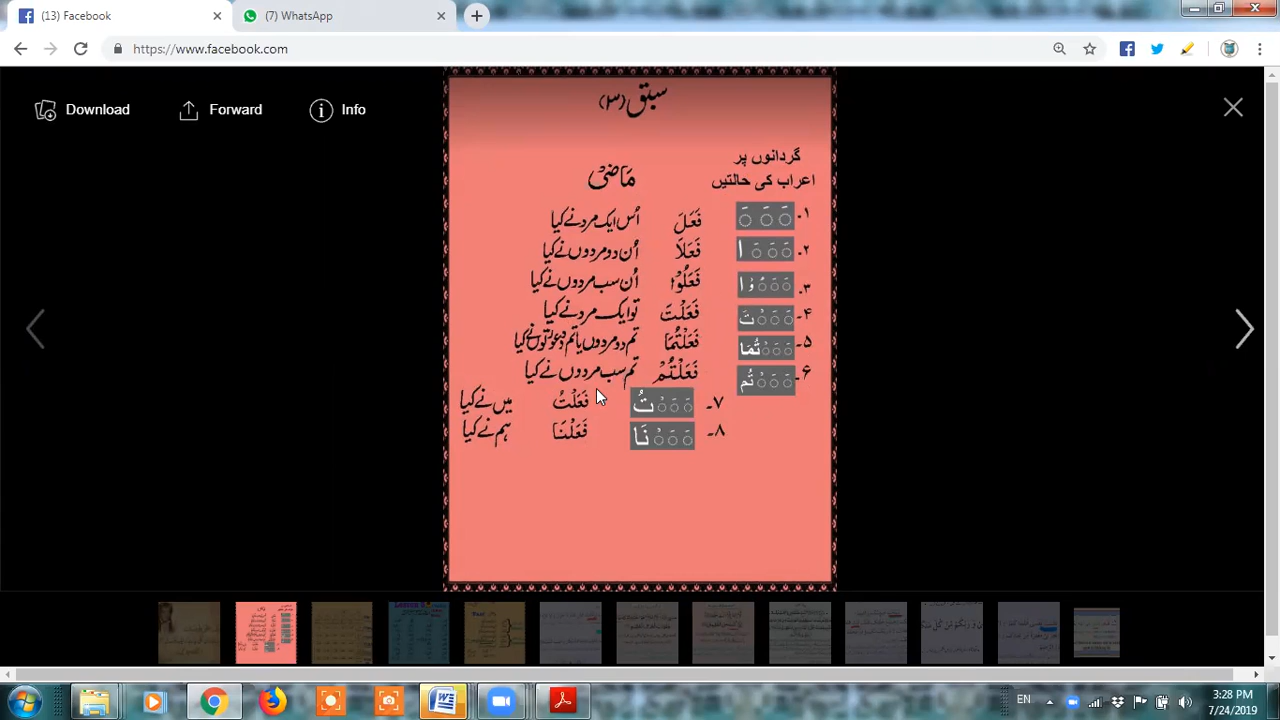 (13) Facebook
(7) WhatsApp
https://www.facebook.com
Download
Forward
Info
سبق (۳)
گردانوں پر
اعراب کی حالتیں
مَاضِیْ
۱۔ ◌َ ◌َ ◌َ فَعَلَ اُس ایک مرد نے کیا
۲۔ ◌َ ◌َ ◌َ ا فَعَلَا اُن دو مردوں نے کیا
۳۔ ◌َ ◌َ ◌ُ وْا فَعَلُوْا اُن سب مردوں نے کیا
۴۔ ◌َ ◌َ ◌ْ تَ فَعَلْتَ تو ایک مرد نے کیا
۵۔ ◌َ ◌َ ◌ْ تُمَا فَعَلْتُمَا تم دو مردوں یا تم دو عورتوں نے کیا
۶۔ ◌َ ◌َ ◌ْ تُم فَعَلْتُمْ تم سب مردوں نے کیا
۷۔ ◌َ ◌َ ◌ْ تُ فَعَلْتُ میں نے کیا
۸۔ ◌َ ◌َ ◌ْ نَا فَعَلْنَا ہم نے کیا
EN
3:28 PM
7/24/2019